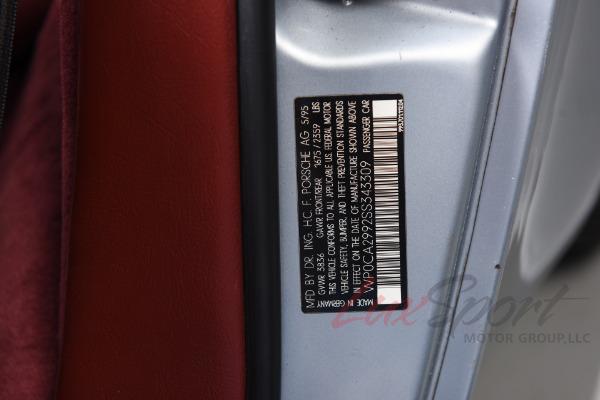 MFD BY DR. ING. H.C. F. PORSCHE AG 5/95
GVWR 3836 GAWR FRONT/REAR 1675/2359 LBS
THIS VEHICLE CONFORMS TO ALL APPLICABLE US. FEDERAL MOTOR
VEHICLE SAFETY, BUMPER, AND THEFT PREVENTION STANDARDS
IN EFFECT ON THE DATE OF MANUFACTURE SHOWN ABOVE
WP0CA2992SS343309 PASSENGER CAR
MADE IN
GERMANY
LuxSport
MOTOR GROUP,LLC